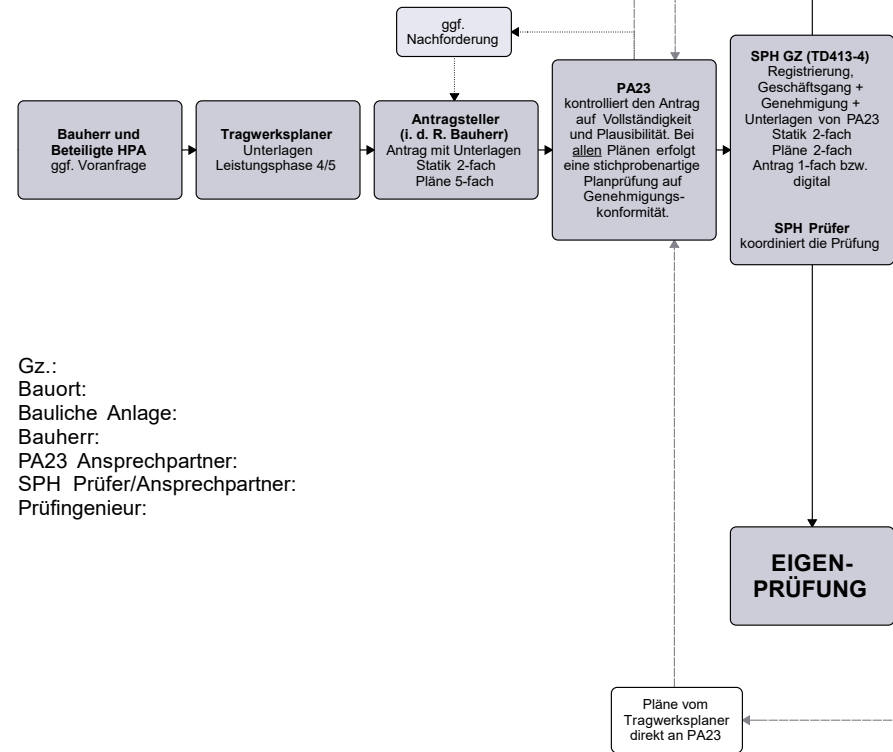 ggf.
Nachforderung
Bauherr und
Beteiligte HPA
ggf. Voranfrage
Tragwerksplaner
Unterlagen
Leistungsphase 4/5
Antragsteller
(i. d. R. Bauherr)
Antrag mit Unterlagen
Statik 2-fach
Pläne 5-fach
PA23
kontrolliert den Antrag
auf Vollständigkeit
und Plausibilität. Bei
allen Plänen erfolgt
eine stichprobenartige
Planprüfung auf
Genehmigungs-
konformität.
SPH GZ (TD413-4)
Registrierung,
Geschäftsgang +
Genehmigung +
Unterlagen von PA23
Statik 2-fach
Pläne 2-fach
Antrag 1-fach bzw.
digital
SPH Prüfer
koordiniert die Prüfung
Gz.:
Bauort:
Bauliche Anlage:
Bauherr:
PA23 Ansprechpartner:
SPH Prüfer/Ansprechpartner:
Prüfingenieur:
EIGEN-
PRÜFUNG
Pläne vom
Tragwerksplaner
direkt an PA23